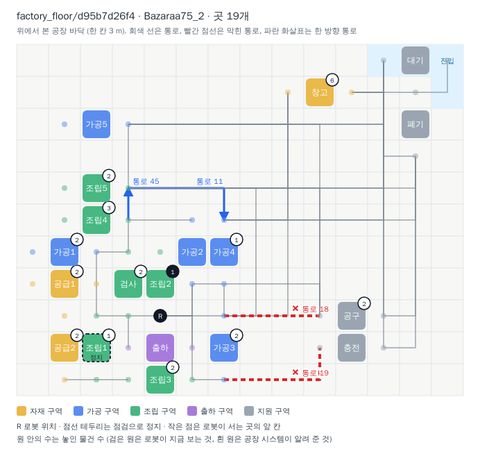 factory_floor/d95b7d26f4 · Bazaraa75_2 · 곳 19개
위에서 본 공장 바닥 (한 칸 3 m). 회색 선은 통로, 빨간 점선은 막힌 통로, 파란 화살표는 한 방향 통로
대기
진입
6
창고
가공5
폐기
2
조립5
통로 45
통로 11
3
조립4
2
가공1
가공2
1
가공4
2
공급1
2
검사
1
조립2
R
통로 18
2
공구
2
공급2
1
조립1
정지
출하
2
가공3
충전
2
조립3
통로 19
자재 구역
가공 구역
조립 구역
출하 구역
지원 구역
R 로봇 위치 · 점선 테두리는 점검으로 정지 · 작은 점은 로봇이 서는 곳의 앞 칸
원 안의 수는 놓인 물건 수 (검은 원은 로봇이 지금 보는 것, 흰 원은 공장 시스템이 알려 준 것)